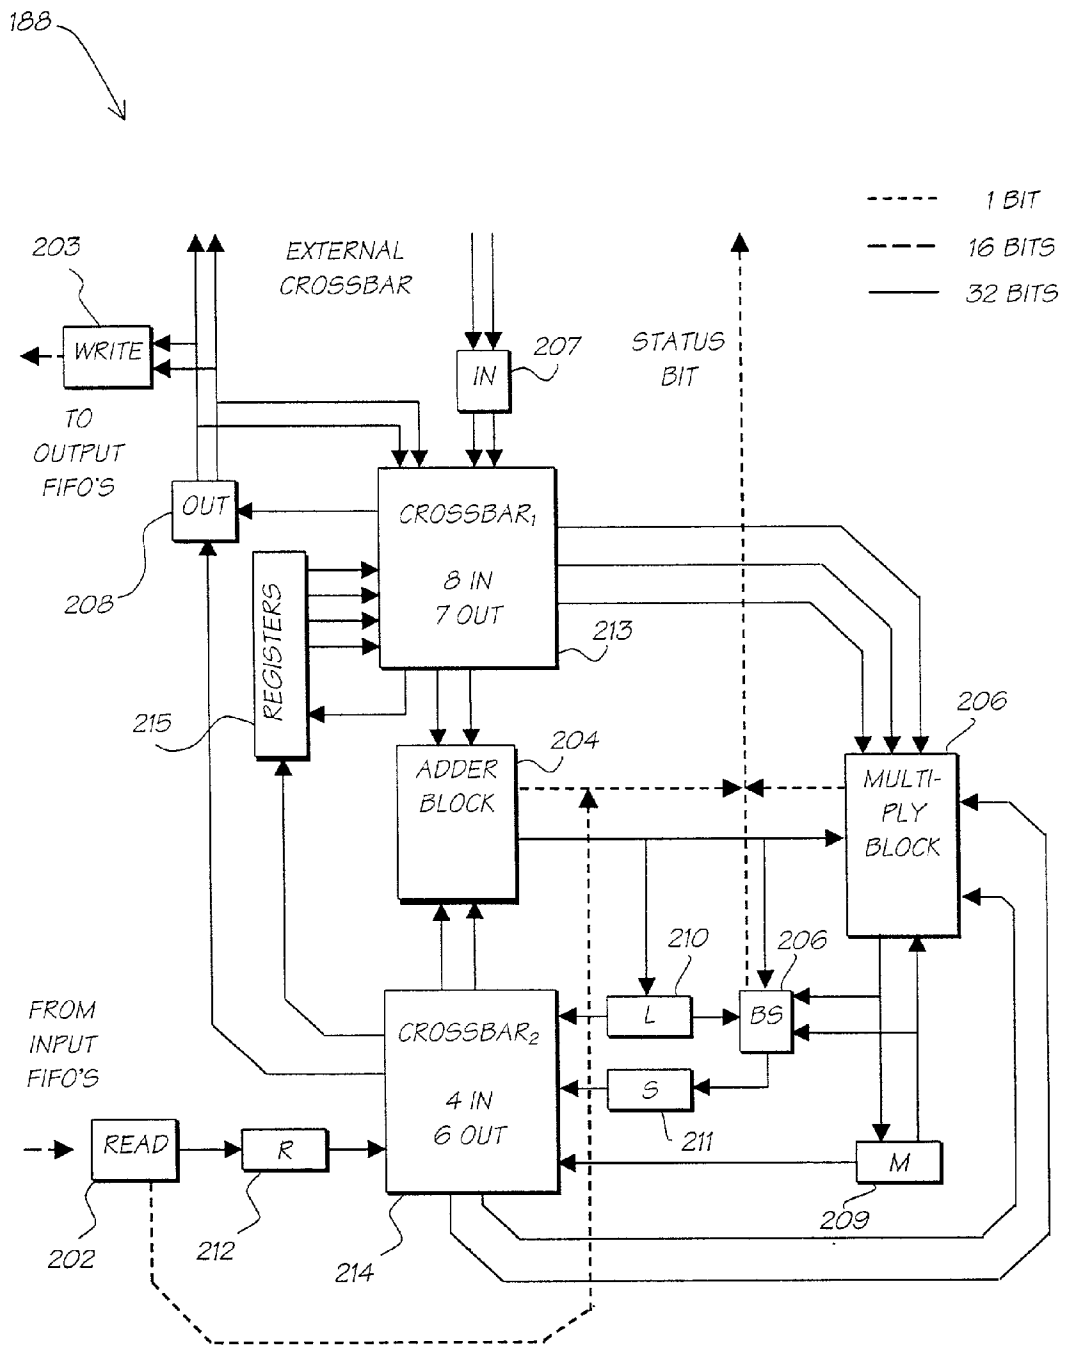 188
1 BIT
16 BITS
32 BITS
203
EXTERNAL
CROSSBAR
WRITE
207
IN
STATUS
BIT
TO
OUTPUT
FIFO'S
OUT
208
CROSSBAR1
8 IN
7 OUT
213
REGISTERS
215
204
ADDER
BLOCK
206
MULTI-
PLY
BLOCK
210
206
L
BS
FROM
INPUT
FIFO'S
CROSSBAR2
4 IN
6 OUT
S
211
READ
R
M
209
202
212
214